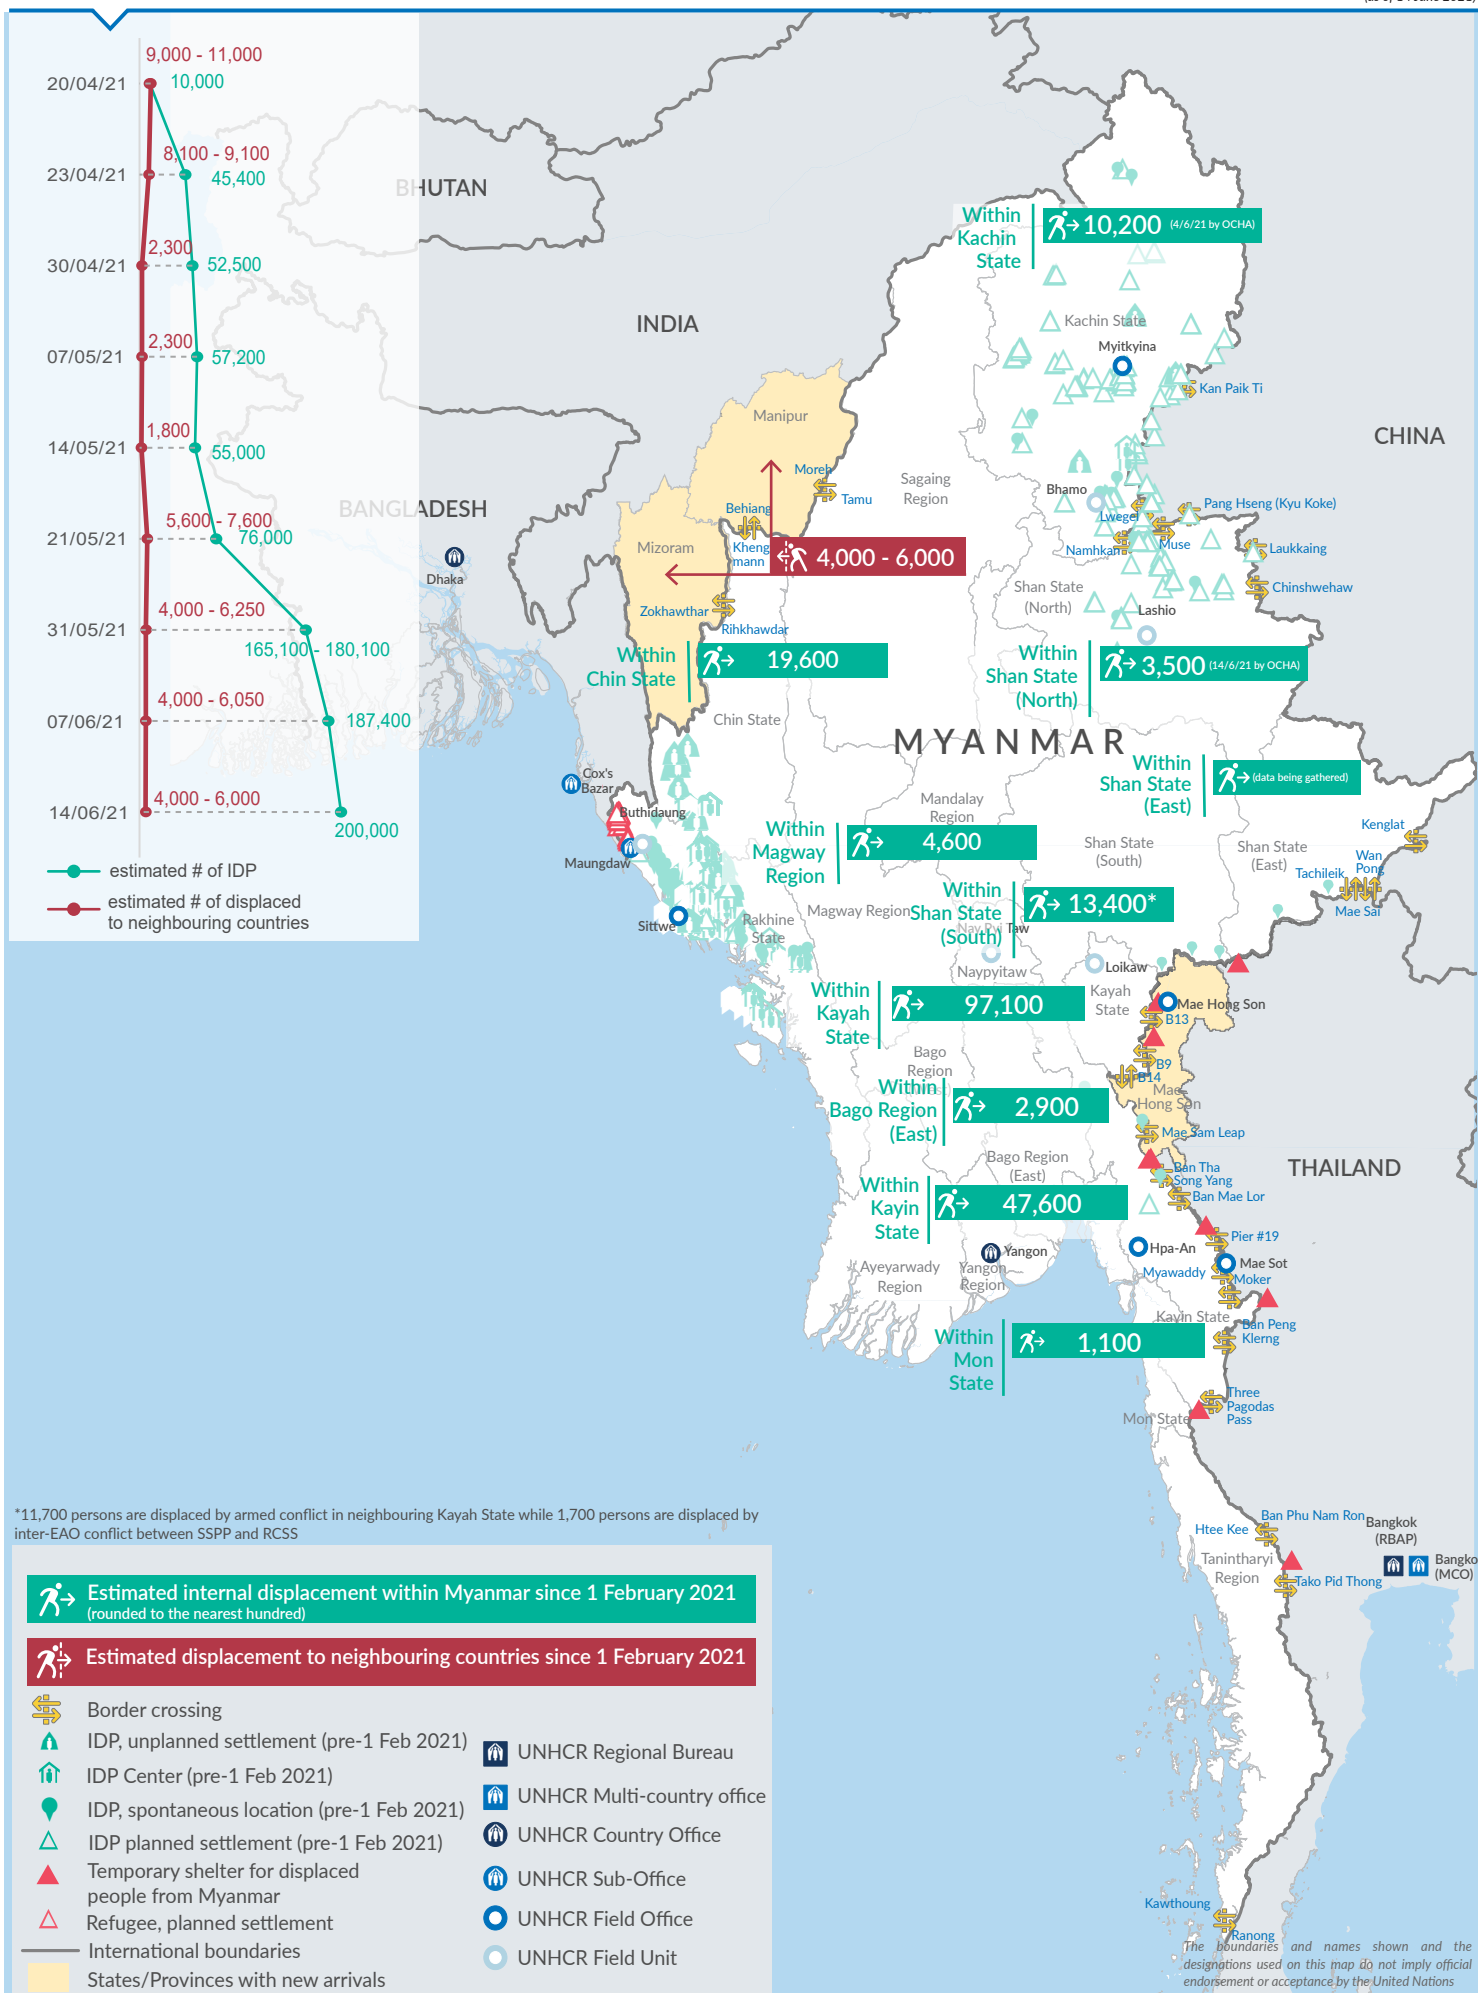 9,000 - 11,000
20/04/21
10,000
8,100 - 9,100
23/04/21
45,400
2,300
30/04/21
52,500
2,300
07/05/21
57,200
1,800
14/05/21
55,000
5,600 - 7,600
21/05/21
76,000
4,000 - 6,250
31/05/21
165,100 - 180,100
4,000 - 6,050
07/06/21
187,400
4,000 - 6,000
14/06/21
200,000
estimated # of IDP
estimated # of displaced
to neighbouring countries
BHUTAN
INDIA
BANGLADESH
CHINA
MYANMAR
THAILAND
Within
Kachin
State
10,200 (4/6/21 by OCHA)
Kachin State
Myitkyina
Kan Paik Ti
Manipur
Moreh
Tamu
Sagaing
Region
Behiang
Mizoram
Kheng
mann
4,000 - 6,000
Zokhawthar
Rihkhawdar
Dhaka
Bhamo
Lwegel
Pang Hseng (Kyu Koke)
Namhkan
Muse
Laukkaing
Chinshwehaw
Shan State
(North)
Lashio
Within
Chin State
19,600
Chin State
Within
Shan State
(North)
3,500 (14/6/21 by OCHA)
Within
Shan State
(East)
(data being gathered)
Cox's
Bazar
Buthidaung
Maungdaw
Sittwe
Rakhine
State
Mandalay
Region
Within
Magway
Region
4,600
Magway Region
Shan State
(South)
Shan State
(East)
Kenglat
Wan
Pong
Tachileik
Mae Sai
Within
Shan State
(South)
13,400*
Nay Pyi Taw
Naypyitaw
Loikaw
Kayah
State
Within
Kayah
State
97,100
Mae Hong Son
B13
B9
B14
Mae
Hong Son
Mae Sam Leap
Bago
Region
(West)
Within
Bago Region
(East)
2,900
Bago Region
(East)
Ban Tha
Song Yang
Ban Mae Lor
Within
Kayin
State
47,600
Pier #19
Hpa-An
Mae Sot
Myawaddy
Moker
Yangon
Yangon
Region
Ayeyarwady
Region
Kayin State
Ban Peng
Klerng
Within
Mon
State
1,100
Three
Pagodas
Pass
Mon State
Htee Kee
Ban Phu Nam Ron
Bangkok
(RBAP)
Bangko
(MCO)
Tanintharyi
Region
Tako Pid Thong
Kawthoung
Ranong
*11,700 persons are displaced by armed conflict in neighbouring Kayah State while 1,700 persons are displaced by
inter-EAO conflict between SSPP and RCSS
Estimated internal displacement within Myanmar since 1 February 2021
(rounded to the nearest hundred)
Estimated displacement to neighbouring countries since 1 February 2021
Border crossing
IDP, unplanned settlement (pre-1 Feb 2021)
IDP Center (pre-1 Feb 2021)
IDP, spontaneous location (pre-1 Feb 2021)
IDP planned settlement (pre-1 Feb 2021)
Temporary shelter for displaced
people from Myanmar
Refugee, planned settlement
International boundaries
States/Provinces with new arrivals
UNHCR Regional Bureau
UNHCR Multi-country office
UNHCR Country Office
UNHCR Sub-Office
UNHCR Field Office
UNHCR Field Unit
The boundaries and names shown and the
designations used on this map do not imply official
endorsement or acceptance by the United Nations